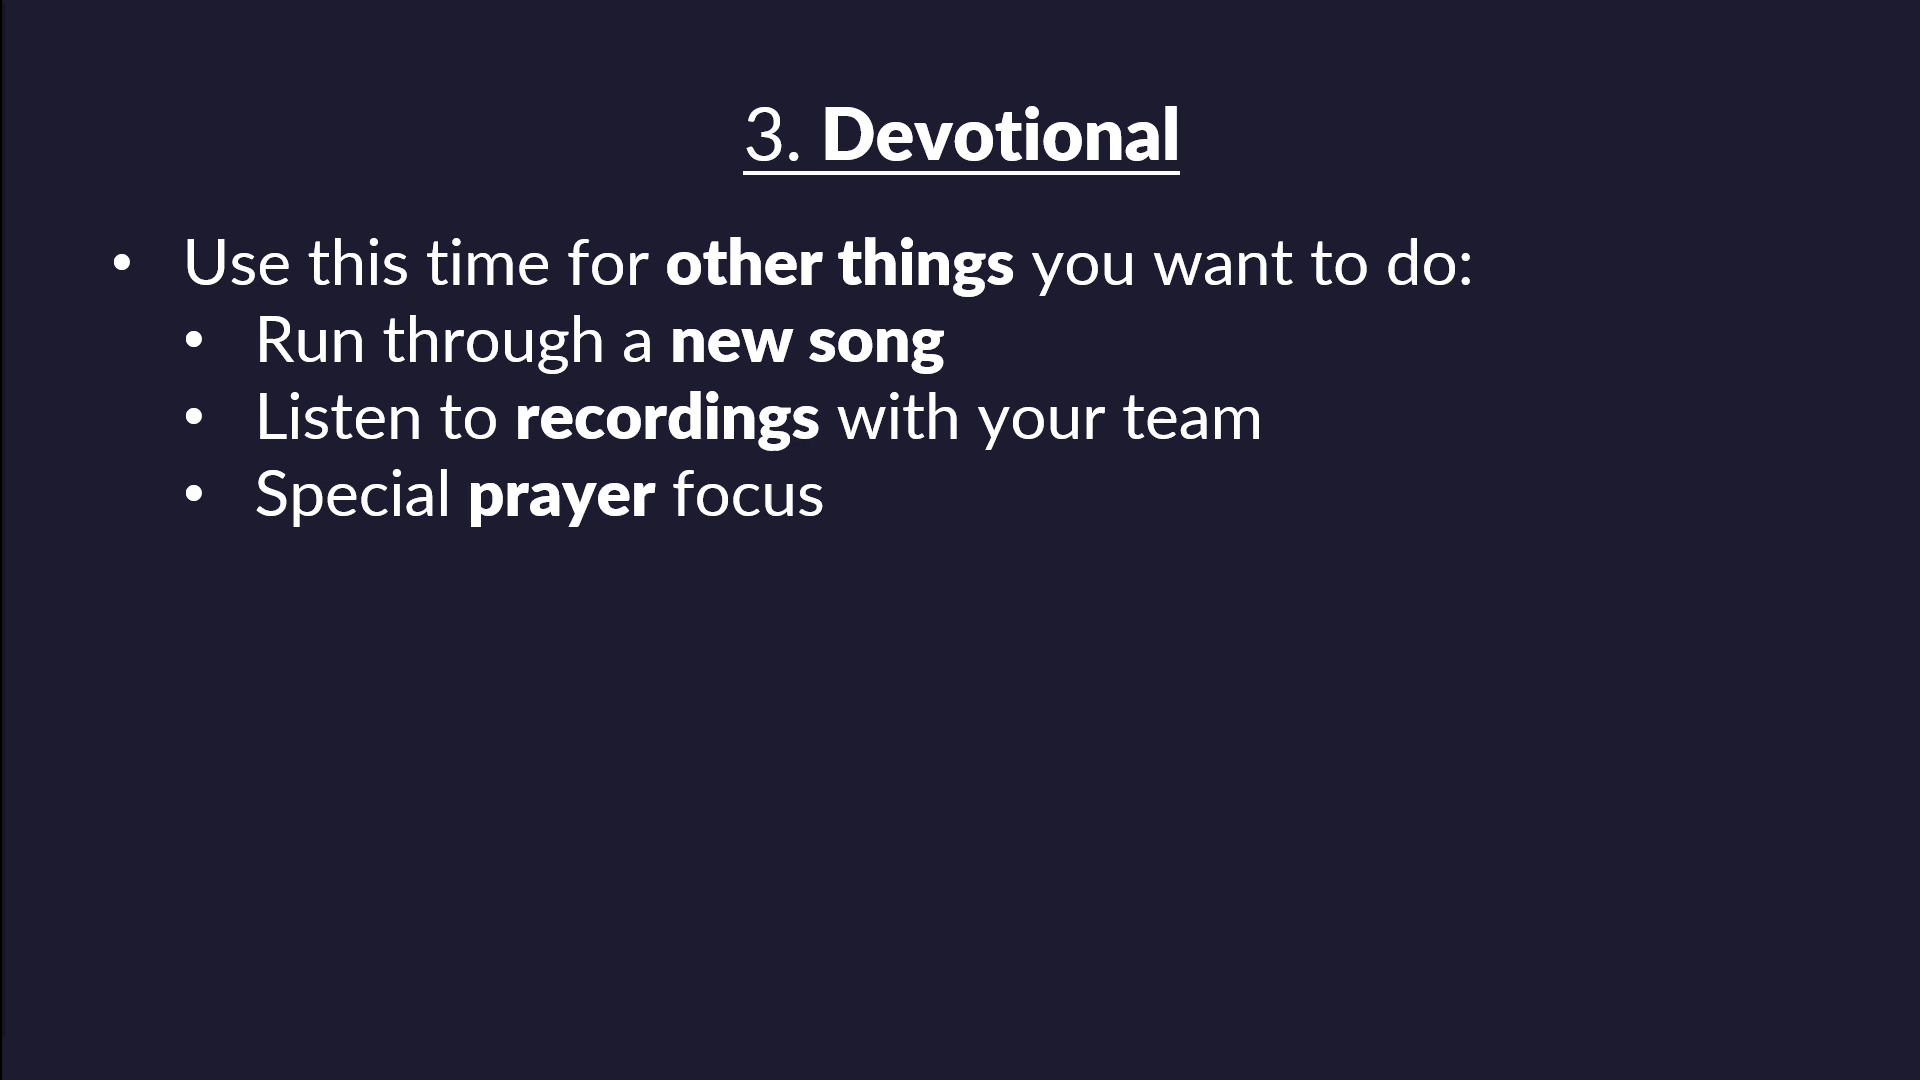 3. Devotional
• Use this time for other things you want to do:
• Run through a new song
• Listen to recordings with your team
• Special prayer focus